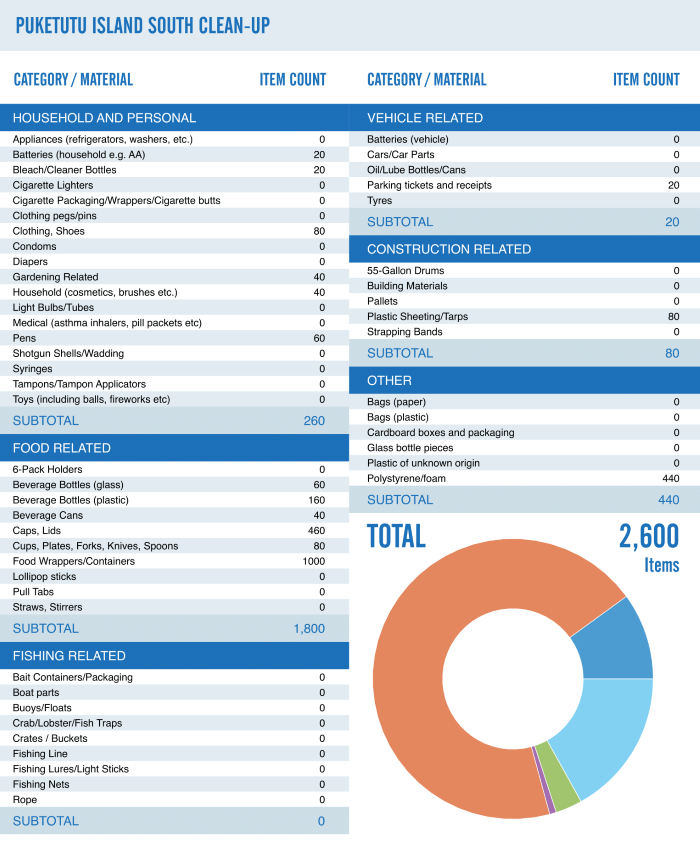 PUKETUTU ISLAND SOUTH CLEAN-UP
CATEGORY / MATERIAL ITEM COUNT
HOUSEHOLD AND PERSONAL
Appliances (refrigerators, washers, etc.) 0
Batteries (household e.g. AA) 20
Bleach/Cleaner Bottles 20
Cigarette Lighters 0
Cigarette Packaging/Wrappers/Cigarette butts 0
Clothing pegs/pins 0
Clothing, Shoes 80
Condoms 0
Diapers 0
Gardening Related 40
Household (cosmetics, brushes etc.) 40
Light Bulbs/Tubes 0
Medical (asthma inhalers, pill packets etc) 0
Pens 60
Shotgun Shells/Wadding 0
Syringes 0
Tampons/Tampon Applicators 0
Toys (including balls, fireworks etc) 0
SUBTOTAL 260
FOOD RELATED
6-Pack Holders 0
Beverage Bottles (glass) 60
Beverage Bottles (plastic) 160
Beverage Cans 40
Caps, Lids 460
Cups, Plates, Forks, Knives, Spoons 80
Food Wrappers/Containers 1000
Lollipop sticks 0
Pull Tabs 0
Straws, Stirrers 0
SUBTOTAL 1,800
FISHING RELATED
Bait Containers/Packaging 0
Boat parts 0
Buoys/Floats 0
Crab/Lobster/Fish Traps 0
Crates / Buckets 0
Fishing Line 0
Fishing Lures/Light Sticks 0
Fishing Nets 0
Rope 0
SUBTOTAL 0
CATEGORY / MATERIAL ITEM COUNT
VEHICLE RELATED
Batteries (vehicle) 0
Cars/Car Parts 0
Oil/Lube Bottles/Cans 0
Parking tickets and receipts 20
Tyres 0
SUBTOTAL 20
CONSTRUCTION RELATED
55-Gallon Drums 0
Building Materials 0
Pallets 0
Plastic Sheeting/Tarps 80
Strapping Bands 0
SUBTOTAL 80
OTHER
Bags (paper) 0
Bags (plastic) 0
Cardboard boxes and packaging 0
Glass bottle pieces 0
Plastic of unknown origin 0
Polystyrene/foam 440
SUBTOTAL 440
TOTAL 2,600
Items